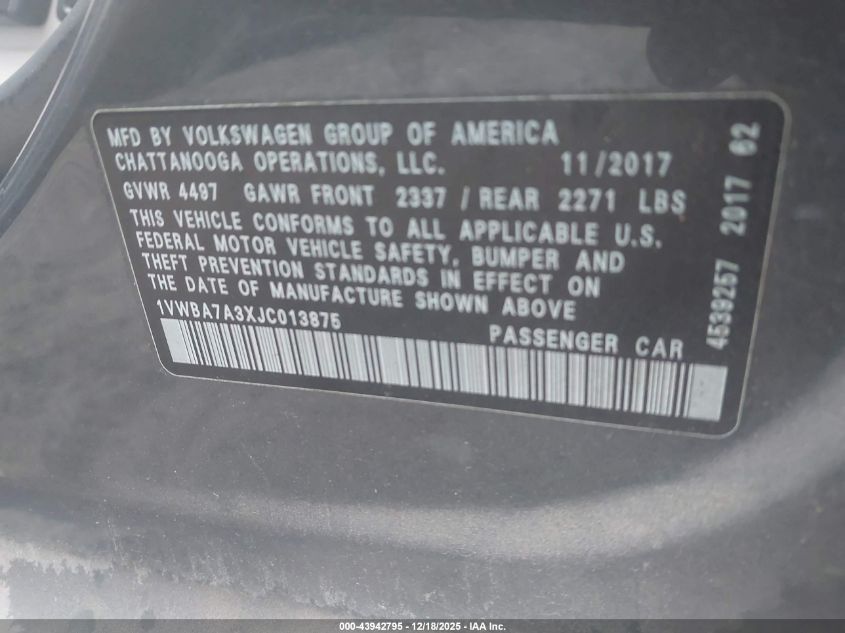 MFD BY VOLKSWAGEN GROUP OF AMERICA
CHATTANOOGA OPERATIONS, LLC. 11/2017
GVWR 4497 GAWR FRONT 2337 / REAR 2271 LBS
THIS VEHICLE CONFORMS TO ALL APPLICABLE U.S.
FEDERAL MOTOR VEHICLE SAFETY, BUMPER AND
THEFT PREVENTION STANDARDS IN EFFECT ON
THE DATE OF MANUFACTURE SHOWN ABOVE
1VWBA7A3XJC013875
PASSENGER CAR
4539257 2017 62
000-43942795 - 12/18/2025 - IAA Inc.